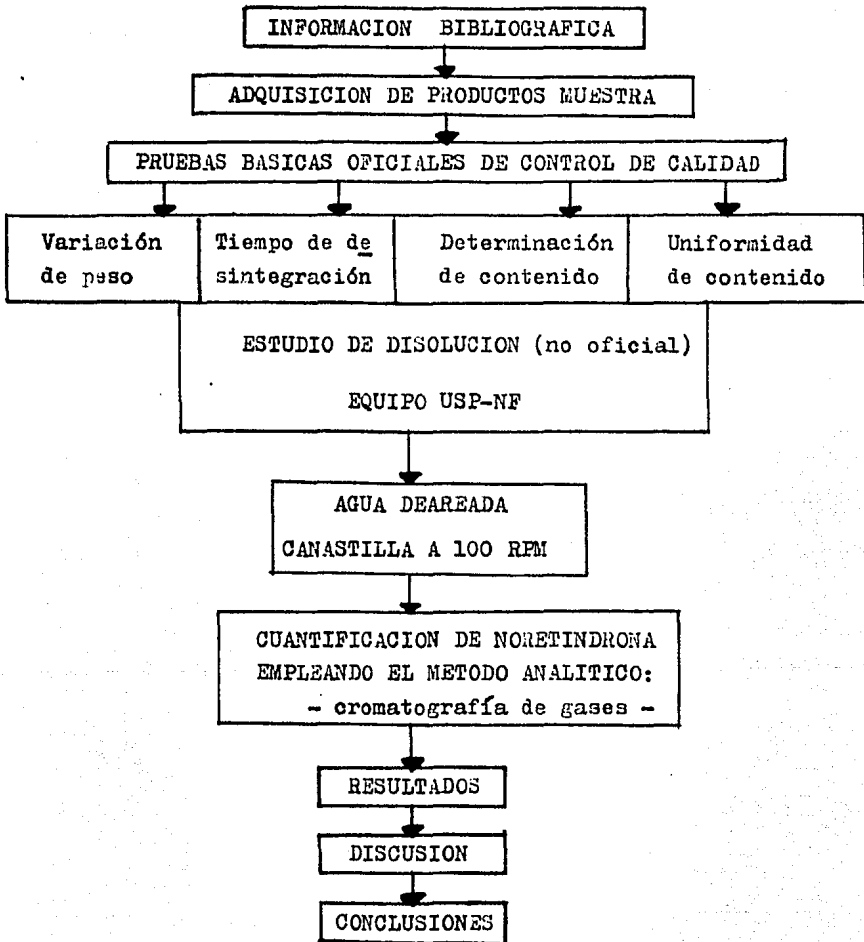 INFORMACION BIBLIOGRAFICA
ADQUISICION DE PRODUCTOS MUESTRA
PRUEBAS BASICAS OFICIALES DE CONTROL DE CALIDAD
Variación
de peso
Tiempo de de
sintegración
Determinación
de contenido
Uniformidad
de contenido
ESTUDIO DE DISOLUCION (no oficial)
EQUIPO USP-NF
AGUA DEAREADA
CANASTILLA A 100 RPM
CUANTIFICACION DE NORETINDRONA
EMPLEANDO EL METODO ANALITICO:
- cromatografía de gases -
RESULTADOS
DISCUSION
CONCLUSIONES